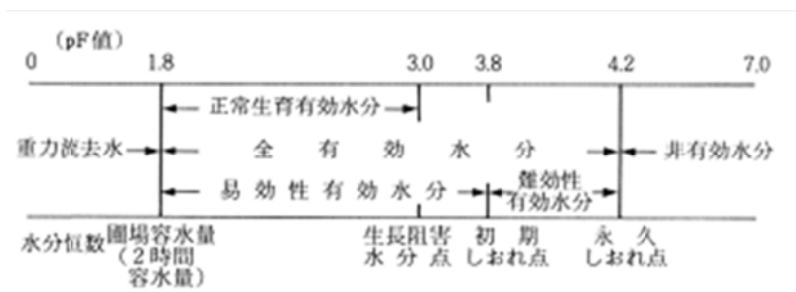 (pF値)
0 1.8 3.0 3.8 4.2 7.0
正常生育有効水分
重力流去水 全有効水分 非有効水分
易効性有効水分 難効性
有効水分
水分恒数 圃場容水量
(2時間
容水量)
生長阻害
水分点
初期
しおれ点
永久
しおれ点